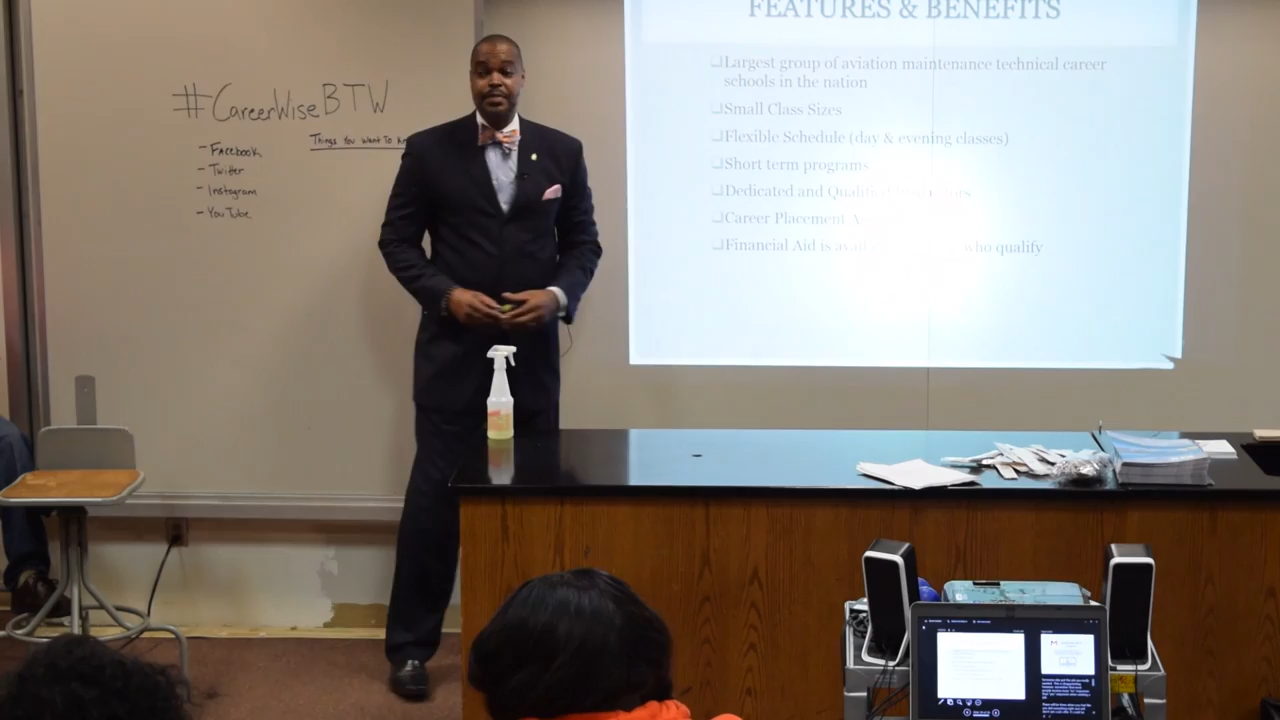 #CareerWiseBTW
Things You Want To
- Facebook
- Twitter
- Instagram
- YouTube
FEATURES & BENEFITS
❑Largest group of aviation maintenance technical career
schools in the nation
❑Small Class Sizes
❑Flexible Schedule (day & evening classes)
❑Short term programs
❑Dedicated and
❑Career Placement
❑Financial Aid is who qualify